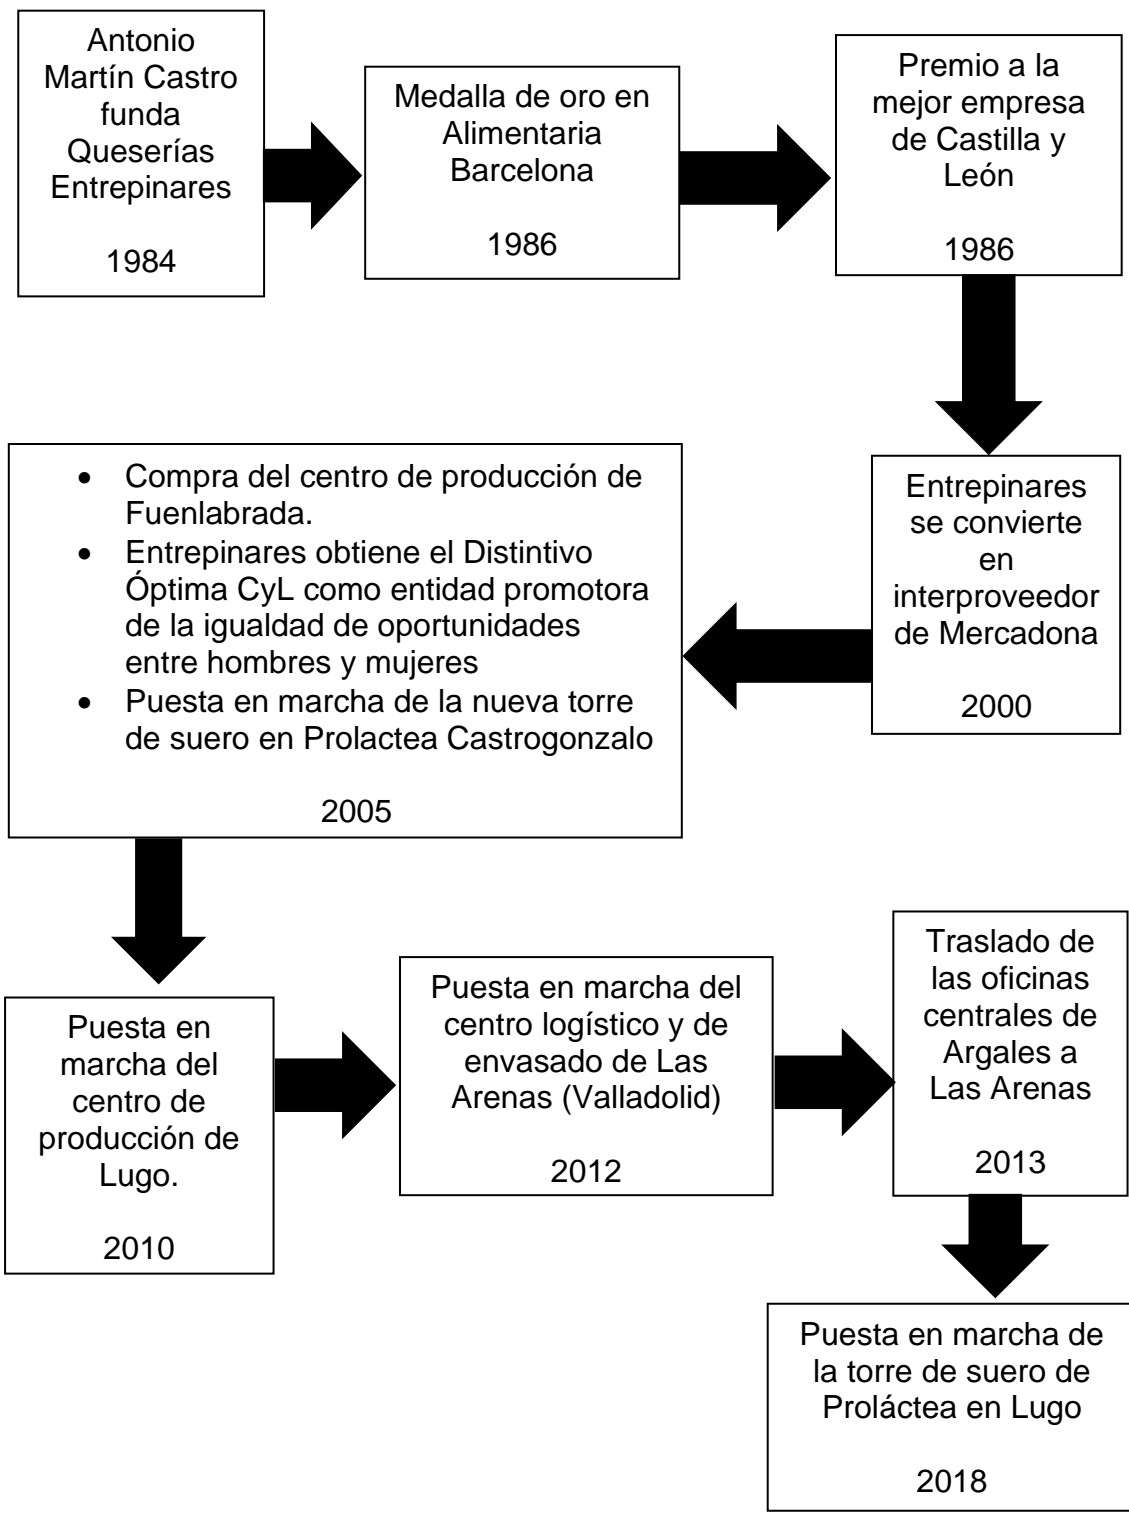 Antonio
Martín Castro
funda
Queserías
Entrepinares
1984
Medalla de oro en
Alimentaria
Barcelona
1986
Premio a la
mejor empresa
de Castilla y
León
1986
Entrepinares
se convierte
en
interproveedor
de Mercadona
2000
• Compra del centro de producción de
Fuenlabrada.
• Entrepinares obtiene el Distintivo
Óptima CyL como entidad promotora
de la igualdad de oportunidades
entre hombres y mujeres
• Puesta en marcha de la nueva torre
de suero en Prolactea Castrogonzalo
2005
Puesta en
marcha del
centro de
producción de
Lugo.
2010
Puesta en marcha del
centro logístico y de
envasado de Las
Arenas (Valladolid)
2012
Traslado de
las oficinas
centrales de
Argales a
Las Arenas
2013
Puesta en marcha de
la torre de suero de
Proláctea en Lugo
2018